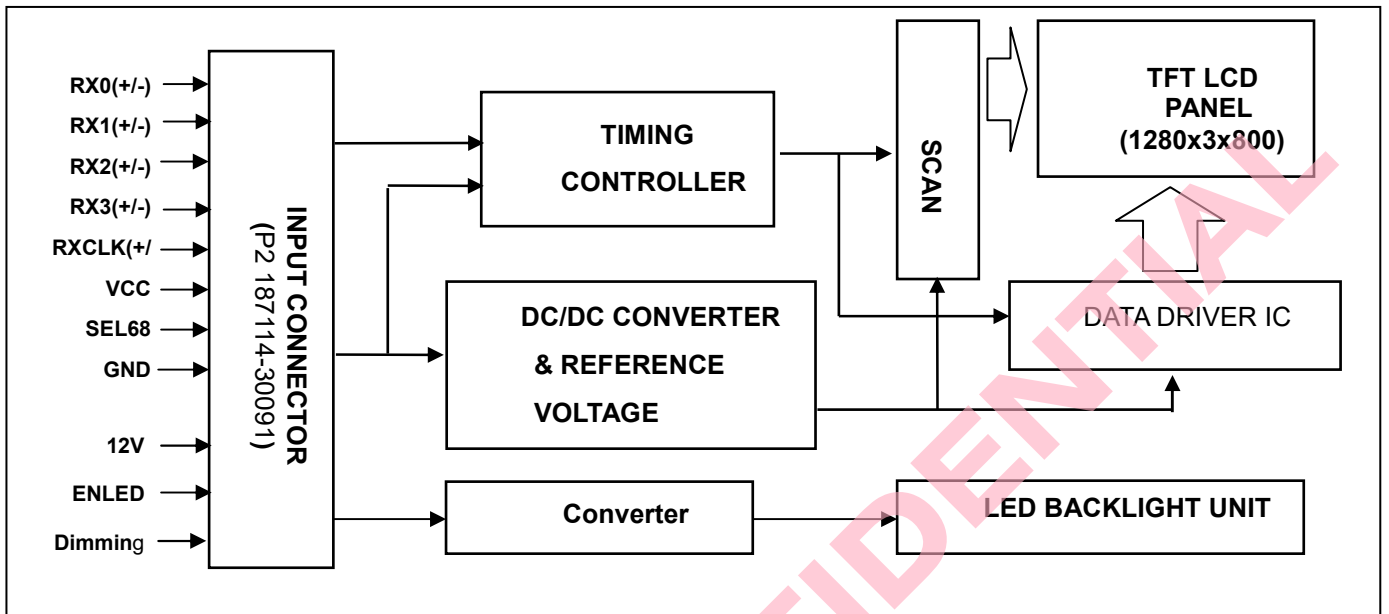 RX0(+/-)
RX1(+/-)
RX2(+/-)
RX3(+/-)
RXCLK(+/
VCC
SEL68
GND
12V
ENLED
Dimming
INPUT CONNECTOR
(P2 187114-30091)
TIMING
CONTROLLER
DC/DC CONVERTER
& REFERENCE
VOLTAGE
Converter
SCAN
TFT LCD
PANEL
(1280x3x800)
DATA DRIVER IC
LED BACKLIGHT UNIT
FIDENTIAL